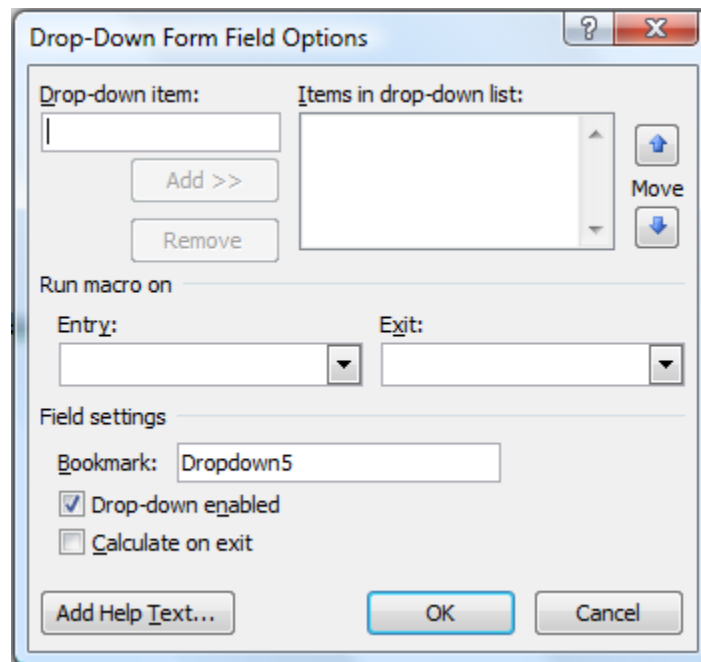 Drop-Down Form Field Options
Drop-down item: Items in drop-down list:
Add >>
Move
Remove
Run macro on
Entry: Exit:
Field settings
Bookmark: Dropdown5
Drop-down enabled
Calculate on exit
Add Help Text... OK Cancel